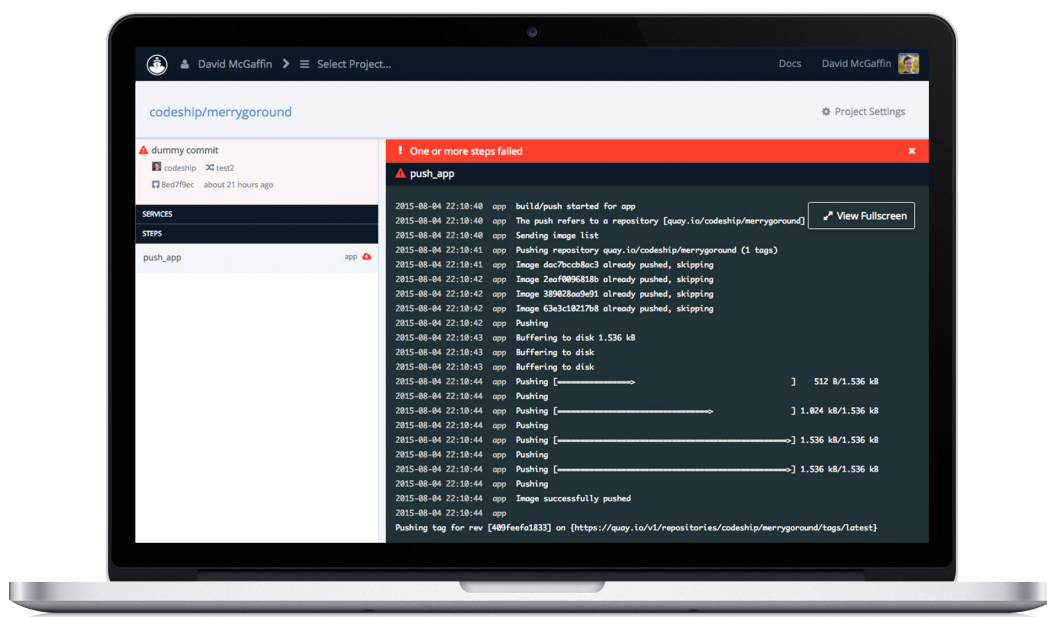 David McGaffin Select Project... Docs David McGaffin
codeship/merrygoround Project Settings
dummy commit
codeship test2
8ed7f9ec about 21 hours ago
SERVICES
STEPS
push_app app
! One or more steps failed ×
push_app
View Fullscreen
2015-08-04 22:10:40 app build/push started for app
2015-08-04 22:10:40 app The push refers to a repository [quay.io/codeship/merrygoround]
2015-08-04 22:10:40 app Sending image list
2015-08-04 22:10:41 app Pushing repository quay.io/codeship/merrygoround (1 tags)
2015-08-04 22:10:41 app Image dac7bccb8ac3 already pushed, skipping
2015-08-04 22:10:42 app Image 2eaf0096818b already pushed, skipping
2015-08-04 22:10:42 app Image 389028aa9e91 already pushed, skipping
2015-08-04 22:10:42 app Image 63e3c10217b8 already pushed, skipping
2015-08-04 22:10:42 app Pushing
2015-08-04 22:10:43 app Buffering to disk 1.536 kB
2015-08-04 22:10:43 app Buffering to disk
2015-08-04 22:10:43 app Buffering to disk
2015-08-04 22:10:44 app Pushing [================> ] 512 B/1.536 kB
2015-08-04 22:10:44 app Pushing
2015-08-04 22:10:44 app Pushing [=================================> ] 1.024 kB/1.536 kB
2015-08-04 22:10:44 app Pushing
2015-08-04 22:10:44 app Pushing [==================================================>] 1.536 kB/1.536 kB
2015-08-04 22:10:44 app Pushing
2015-08-04 22:10:44 app Pushing [==================================================>] 1.536 kB/1.536 kB
2015-08-04 22:10:44 app Pushing
2015-08-04 22:10:44 app Image successfully pushed
2015-08-04 22:10:44 app
Pushing tag for rev [409feefa1833] on {https://quay.io/v1/repositories/codeship/merrygoround/tags/latest}